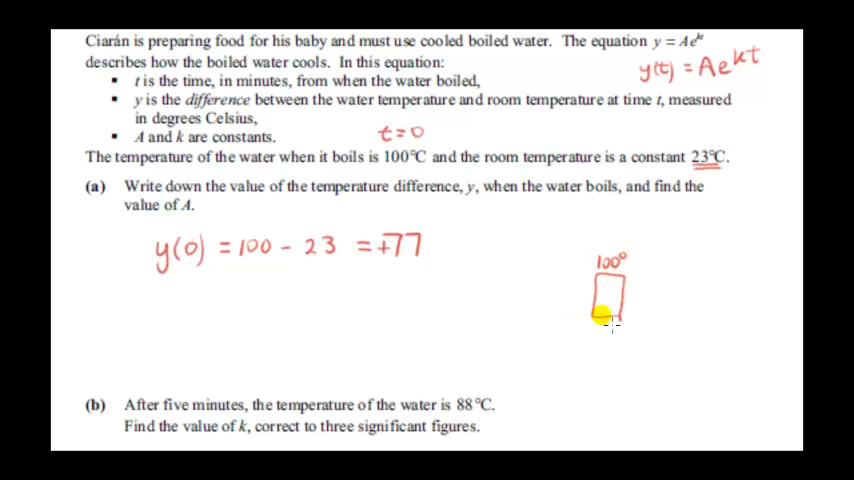 Ciarán is preparing food for his baby and must use cooled boiled water. The equation y = Ae^kt
describes how the boiled water cools. In this equation:
y(t) = Ae^kt
▪ t is the time, in minutes, from when the water boiled,
▪ y is the difference between the water temperature and room temperature at time t, measured
in degrees Celsius,
▪ A and k are constants.
t=0
The temperature of the water when it boils is 100°C and the room temperature is a constant 23°C.
(a) Write down the value of the temperature difference, y, when the water boils, and find the
value of A.
y(0) = 100 - 23 = +77
100°
(b) After five minutes, the temperature of the water is 88°C.
Find the value of k, correct to three significant figures.